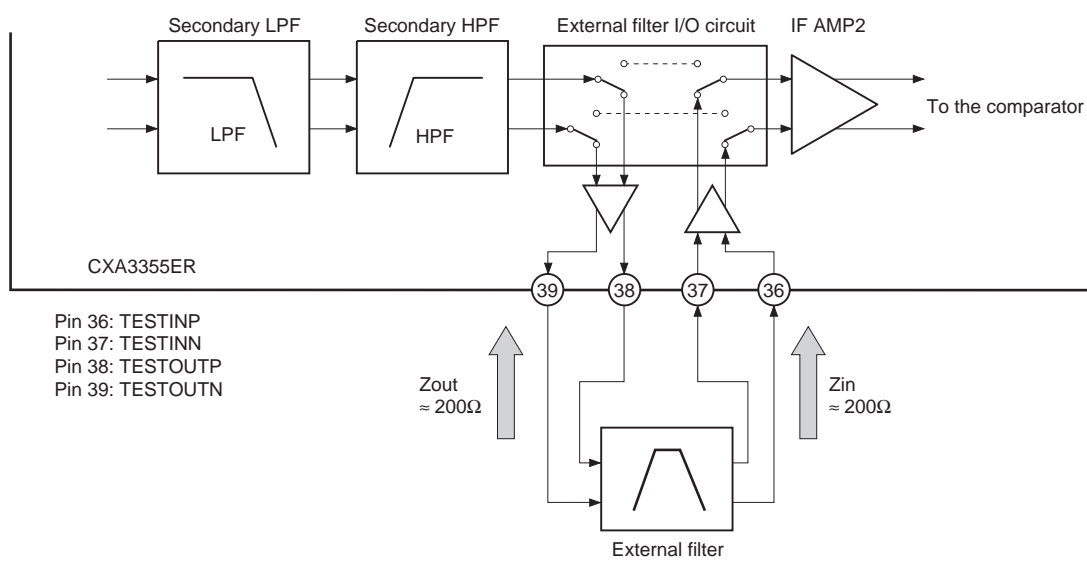 Secondary LPF
Secondary HPF
External filter I/O circuit
IF AMP2
LPF
HPF
To the comparator
CXA3355ER
39
38
37
36
Pin 36: TESTINP
Pin 37: TESTINN
Pin 38: TESTOUTP
Pin 39: TESTOUTN
Zout
≈ 200Ω
Zin
≈ 200Ω
External filter